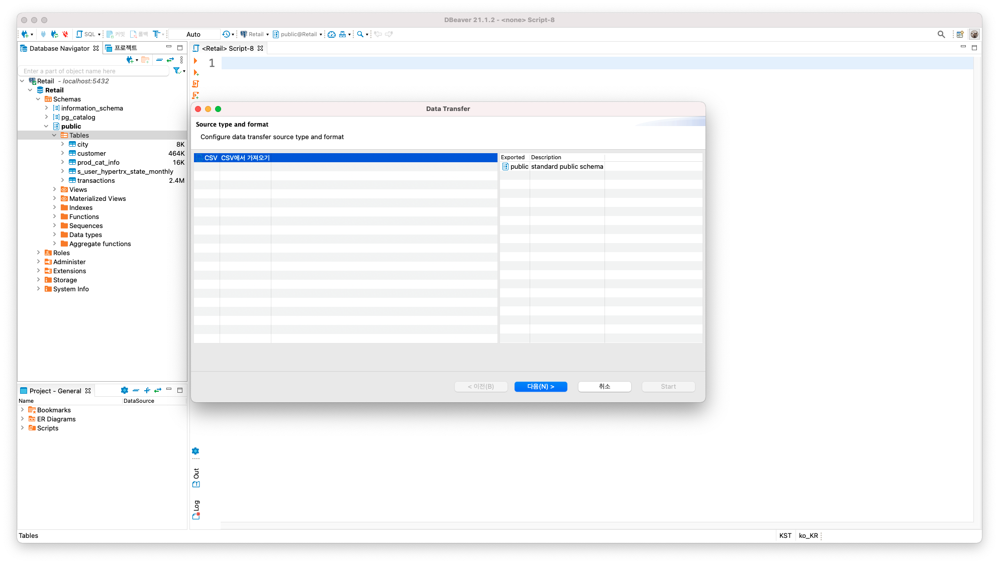 DBeaver 21.1.2 - <none> Script-8
SQL 커밋 롤백 Auto Retail public@Retail
Database Navigator 프로젝트
<Retail> Script-8
Enter a part of object name here
1
Retail - localhost:5432
Retail
Schemas
information_schema
pg_catalog
public
Tables
city 8K
customer 464K
prod_cat_info 16K
s_user_hypertrx_state_monthly
transactions 2.4M
Views
Materialized Views
Indexes
Functions
Sequences
Data types
Aggregate functions
Roles
Administer
Extensions
Storage
System Info
Data Transfer
Source type and format
Configure data transfer source type and format
CSV CSV에서 가져오기
Exported Description
public standard public schema
< 이전(B) 다음(N) > 취소 Start
Project - General
Name DataSource
Bookmarks
ER Diagrams
Scripts
Out
Log
Tables KST ko_KR